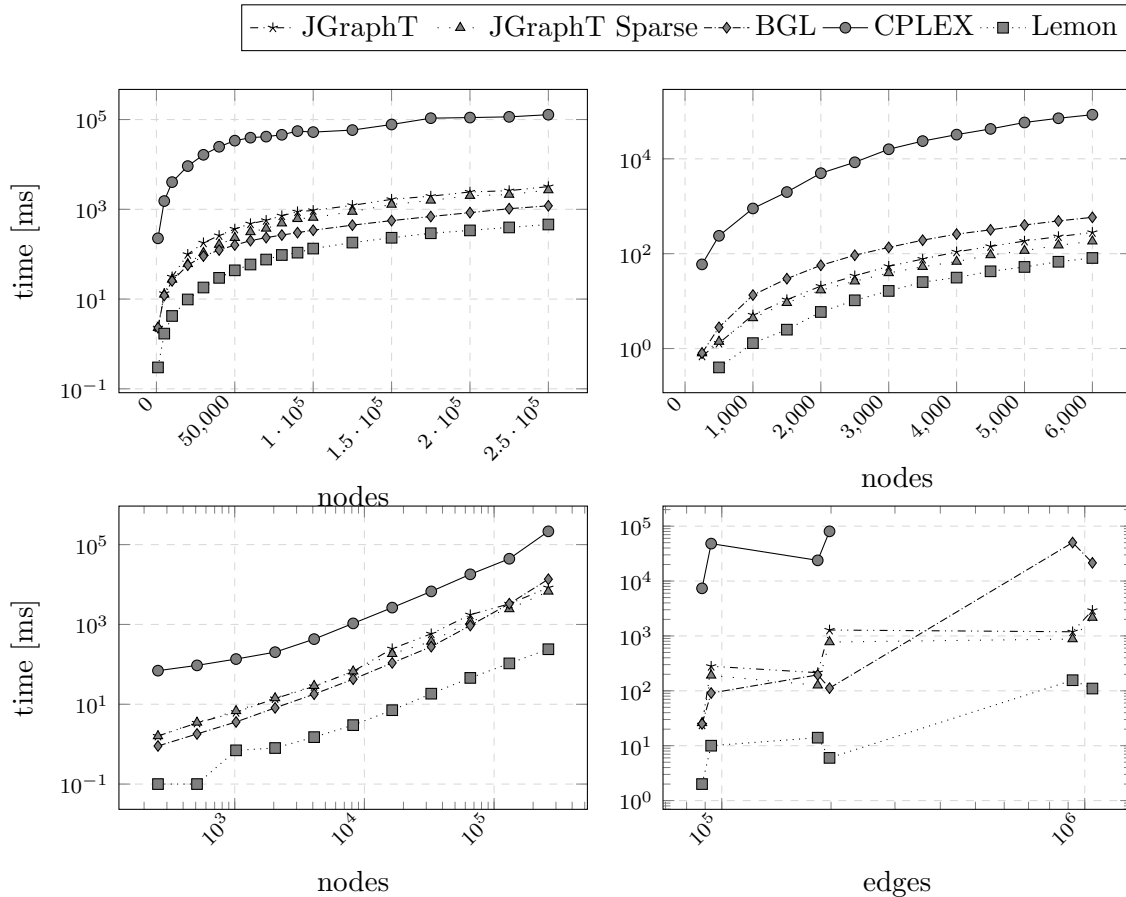 JGraphT JGraphT Sparse BGL CPLEX Lemon
10^5
10^3
10^1
10^−1
time [ms]
0
50,000
1 · 10^5
1.5 · 10^5
2 · 10^5
2.5 · 10^5
nodes
10^4
10^2
10^0
0
1,000
2,000
3,000
4,000
5,000
6,000
nodes
10^5
10^3
10^1
10^−1
time [ms]
10^3
10^4
10^5
nodes
10^5
10^4
10^3
10^2
10^1
10^0
10^5
10^6
edges